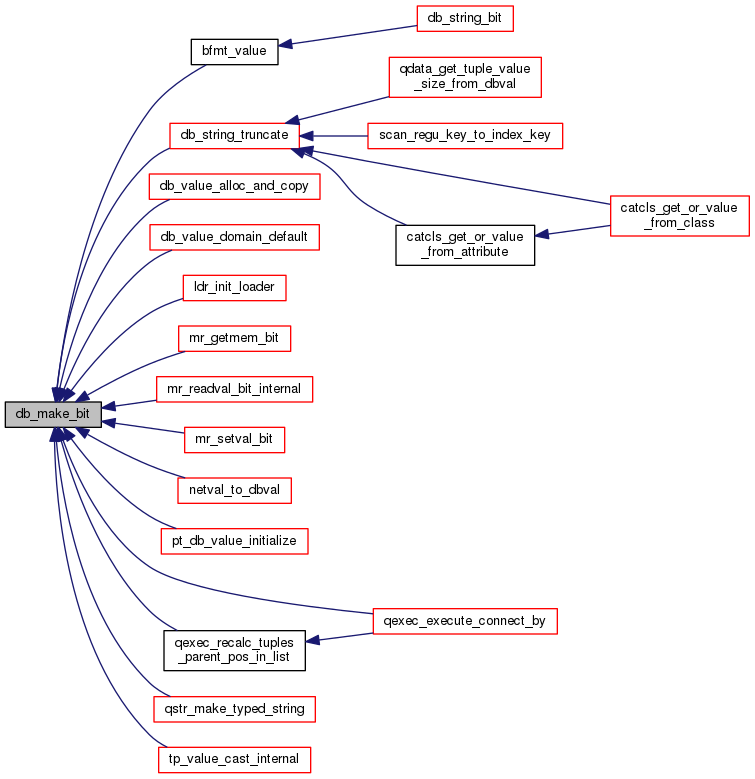 db_string_bit
bfmt_value
qdata_get_tuple_value
_size_from_dbval
db_string_truncate
scan_regu_key_to_index_key
db_value_alloc_and_copy
catcls_get_or_value
_from_class
db_value_domain_default
catcls_get_or_value
_from_attribute
ldr_init_loader
mr_getmem_bit
mr_readval_bit_internal
db_make_bit
mr_setval_bit
netval_to_dbval
pt_db_value_initialize
qexec_execute_connect_by
qexec_recalc_tuples
_parent_pos_in_list
qstr_make_typed_string
tp_value_cast_internal